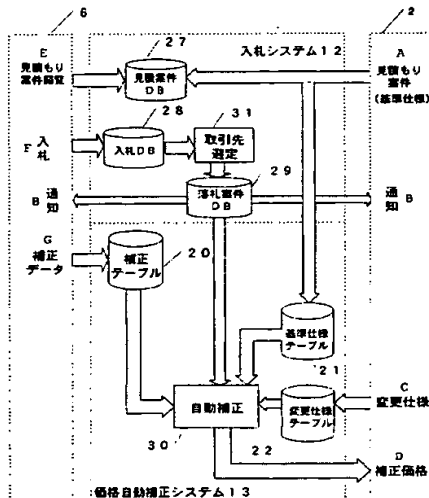 6
2
E
見積もり
案件閲覧
27
見積案件
DB
入札システム12
A
見積もり
案件
(基準仕様)
28
31
F 入札
入札DB
取引先
選定
29
落札案件
DB
B 通知
通知 B
G
補正
データ
20
補正
テーブル
基準仕様
テーブル
21
C
変更仕様
自動補正
変更仕様
テーブル
30
22
D
補正価格
価格自動補正システム13